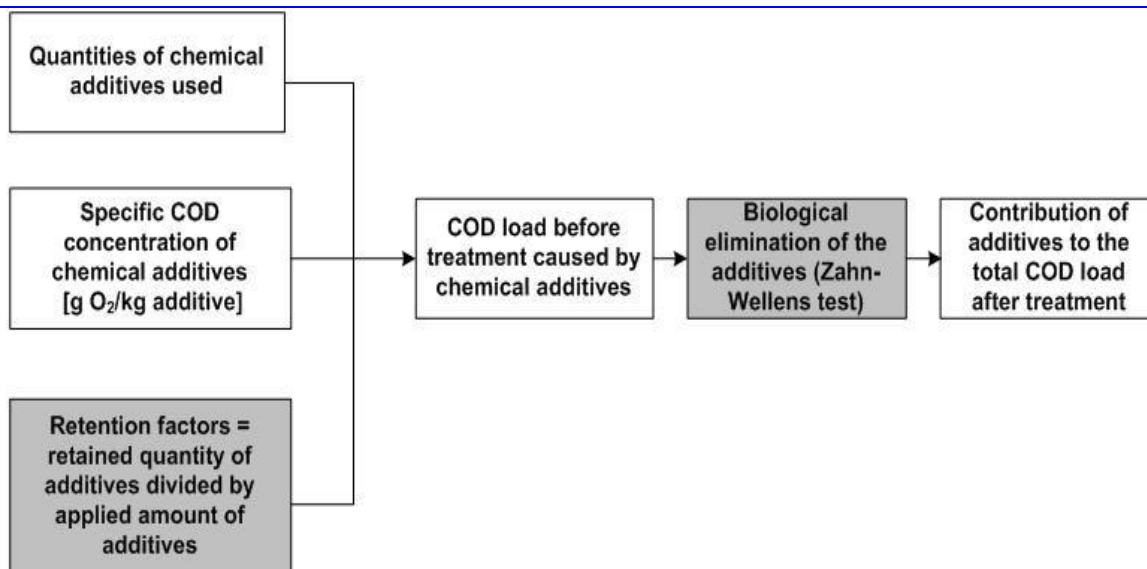 Quantities of chemical
additives used
Specific COD
concentration of
chemical additives
[g O₂/kg additive]
Retention factors =
retained quantity of
additives divided by
applied amount of
additives
COD load before
treatment caused by
chemical additives
Biological
elimination of the
additives (Zahn-
Wellens test)
Contribution of
additives to the
total COD load
after treatment